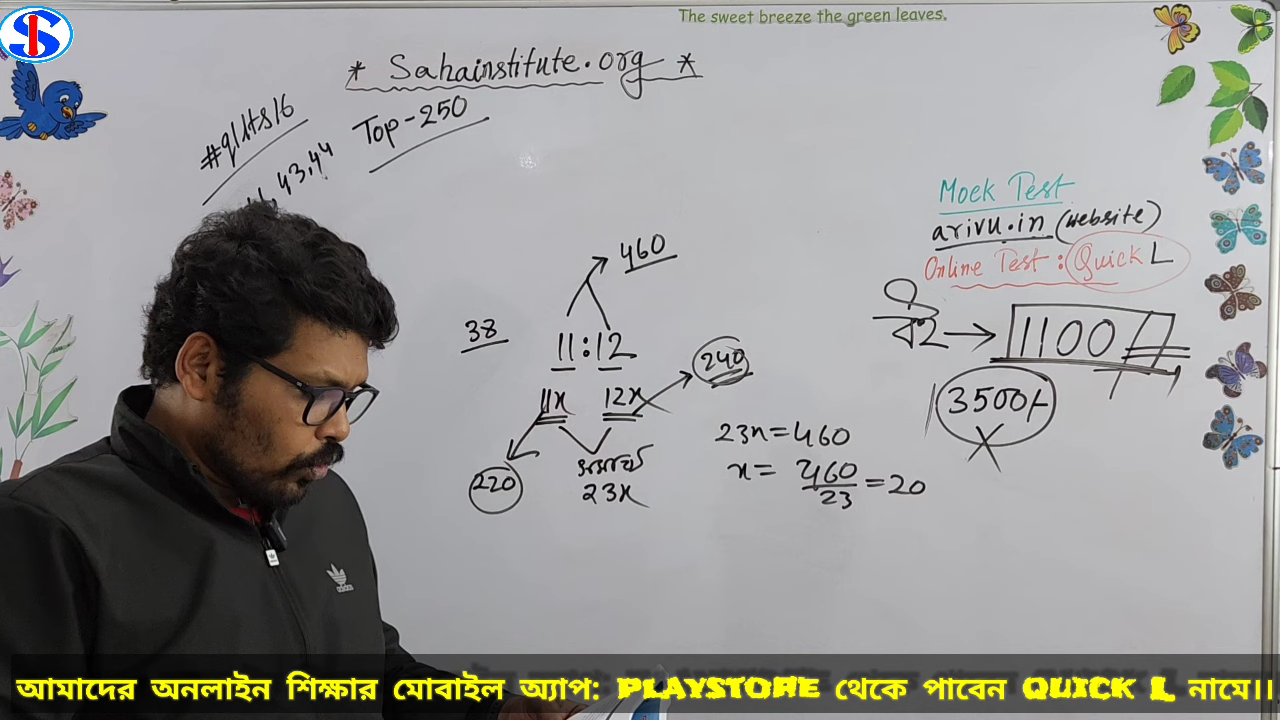 The sweet breeze the green leaves.
S
* Sahainstitute.org *
Top-250
43,44
Mock Test
arivu.in (website)
Online Test : Quick L
460
38
11:12
240
বই → 1100/-
3500/-
11x 12x
23x = 460
220
সমাহার
23x
x = 460/23 = 20
adidas
আমাদের অনলাইন শিক্ষার মোবাইল অ্যাপ: PLAYSTORE থেকে পাবেন QUICK L নামে।।